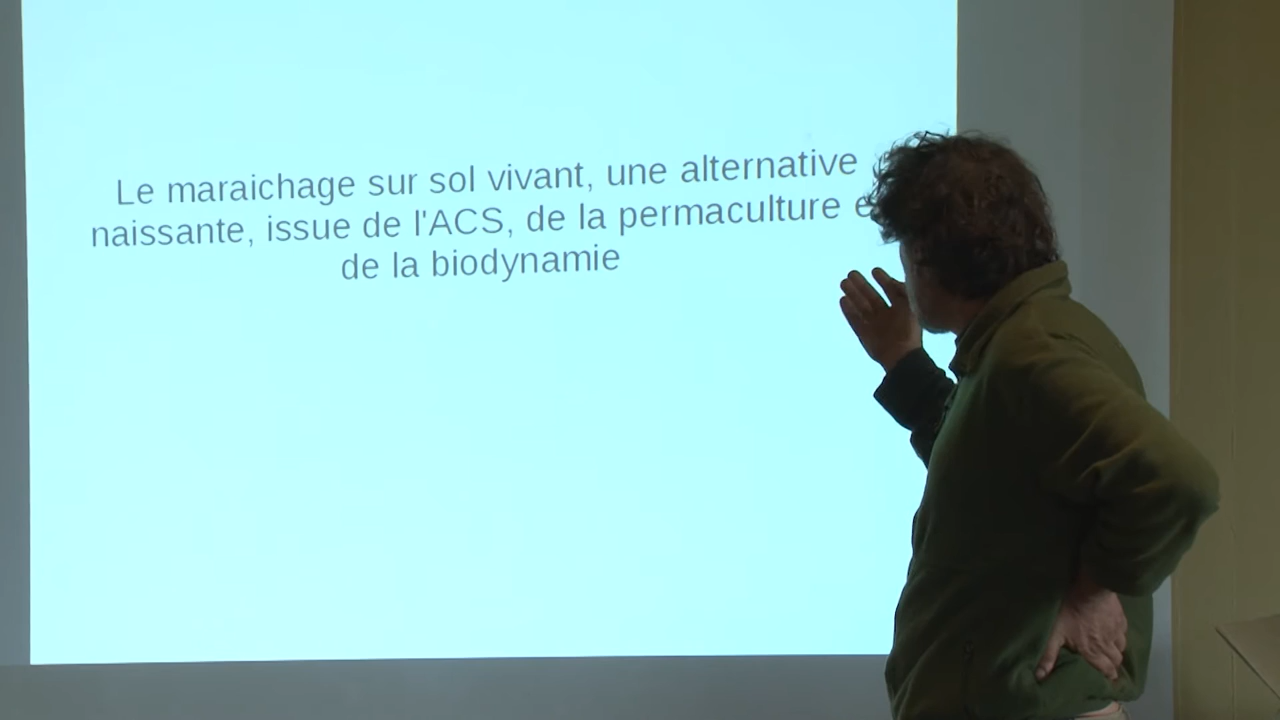 Le maraichage sur sol vivant, une alternative
naissante, issue de l'ACS, de la permaculture
de la biodynamie